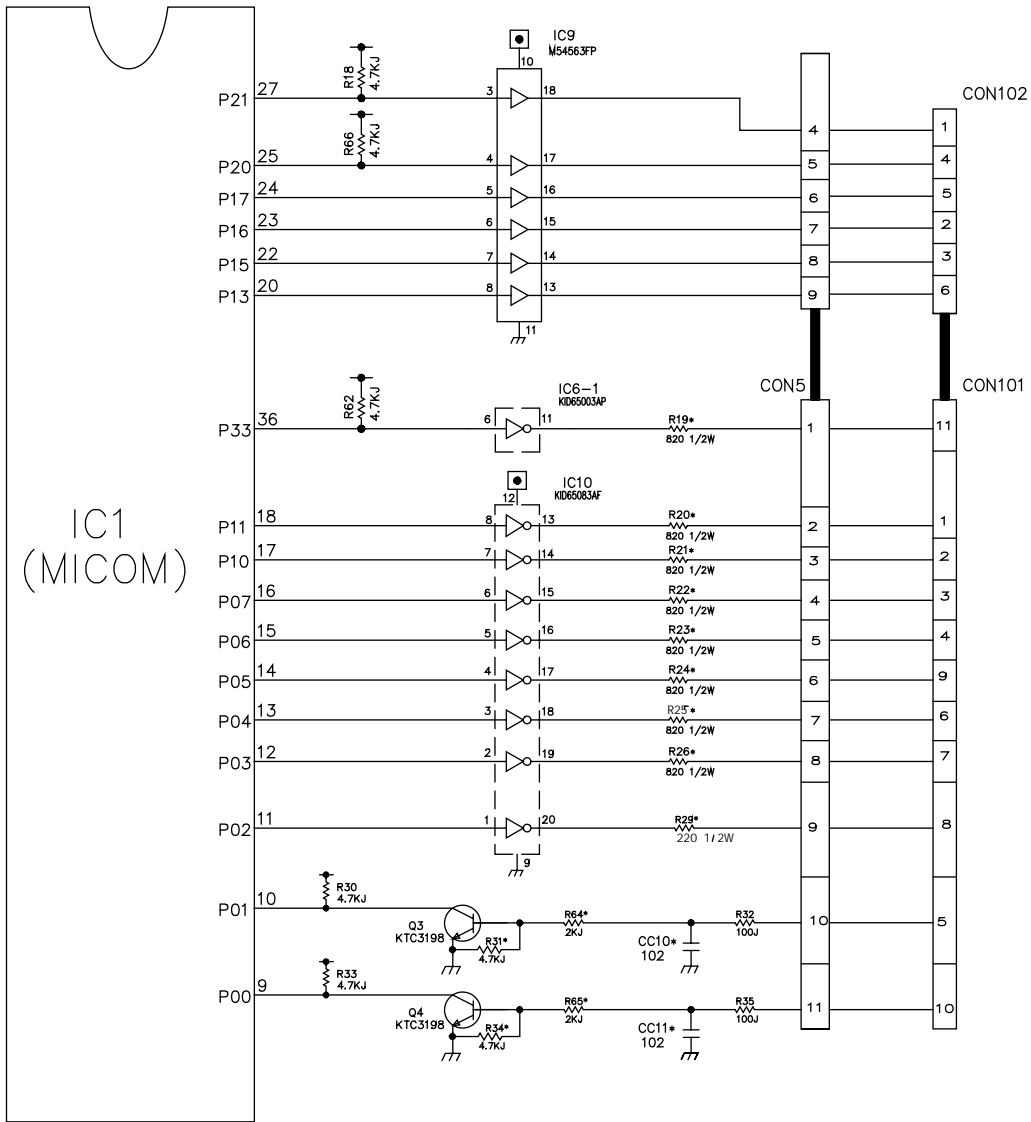 IC1
(MICOM)
IC9
M54563FP
10
R18
4.7KJ
P21 27 3 18 4 1
CON102
R66
4.7KJ
P20 25 4 17 5 4
P17 24 5 16 6 5
P16 23 6 15 7 2
P15 22 7 14 8 3
P13 20 8 13 9 6
11
CON5
CON101
IC6-1
KID65003AP
R62
4.7KJ
P33 36 6 11 R19* 1 11
820 1/2W
IC10
KID65083AF
12
P11 18 8 13 R20* 2 1
820 1/2W
P10 17 7 14 R21* 3 2
820 1/2W
P07 16 6 15 R22* 4 3
820 1/2W
P06 15 5 16 R23* 5 4
820 1/2W
P05 14 4 17 R24* 6 9
820 1/2W
P04 13 3 18 R25* 7 6
820 1/2W
P03 12 2 19 R26* 8 7
820 1/2W
P02 11 1 20 R29* 9 8
220 1/2W
9
R30
4.7KJ
P01 10 10 5
Q3
KTC3198
R31*
4.7KJ
R64*
2KJ
CC10*
102
R32
100J
R33
4.7KJ
P00 9 11 10
Q4
KTC3198
R34*
4.7KJ
R65*
2KJ
CC11*
102
R35
100J